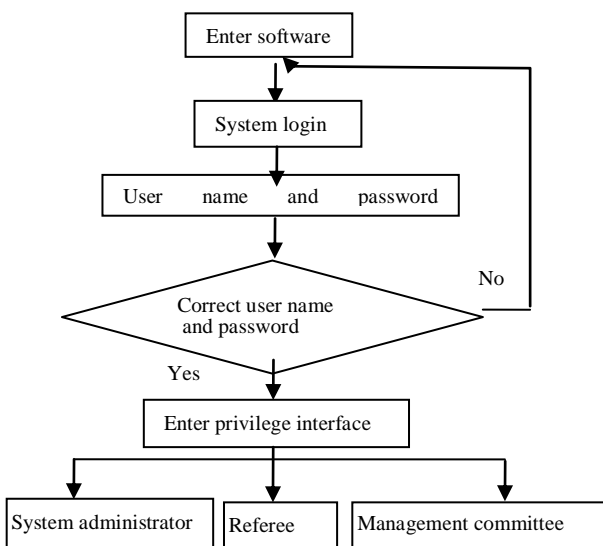 Enter software
System login
User name and password
No
Correct user name
and password
Yes
Enter privilege interface
System administrator
Referee
Management committee